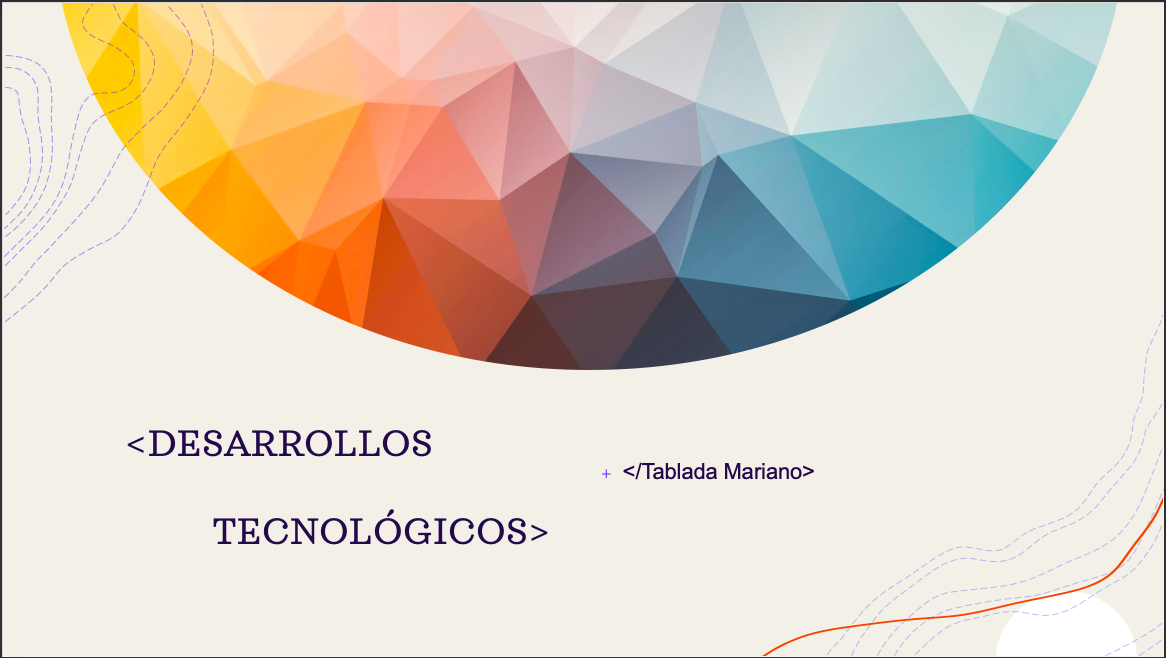 <DESARROLLOS
TECNOLÓGICOS>
+ </Tablada Mariano>